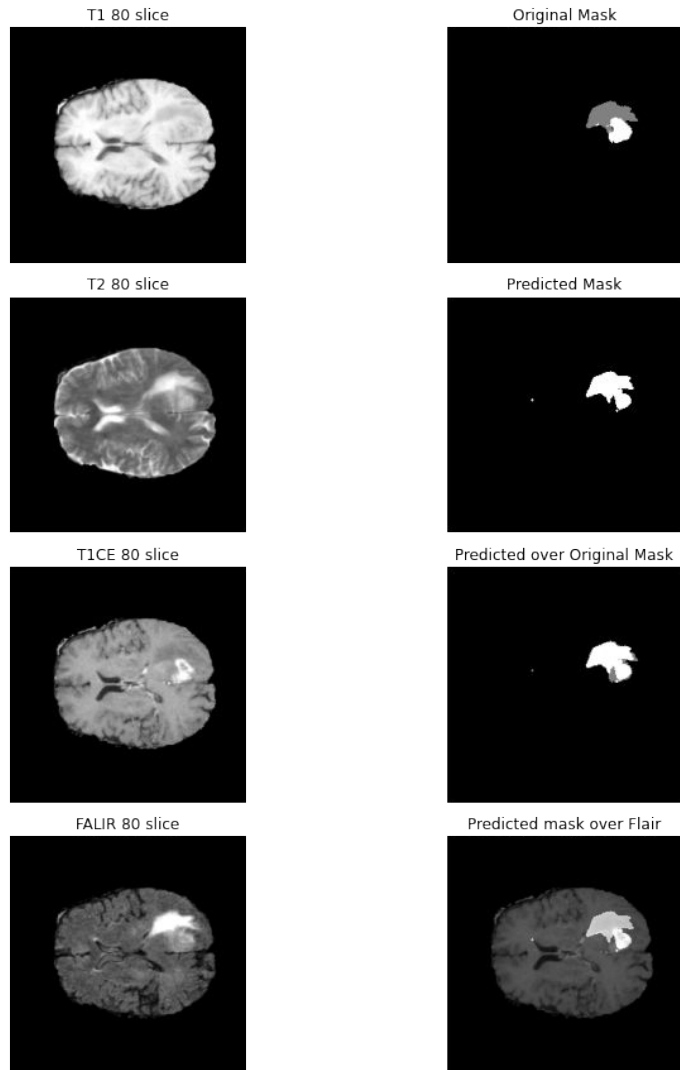 T1 80 slice
Original Mask
T2 80 slice
Predicted Mask
T1CE 80 slice
Predicted over Original Mask
FALIR 80 slice
Predicted mask over Flair